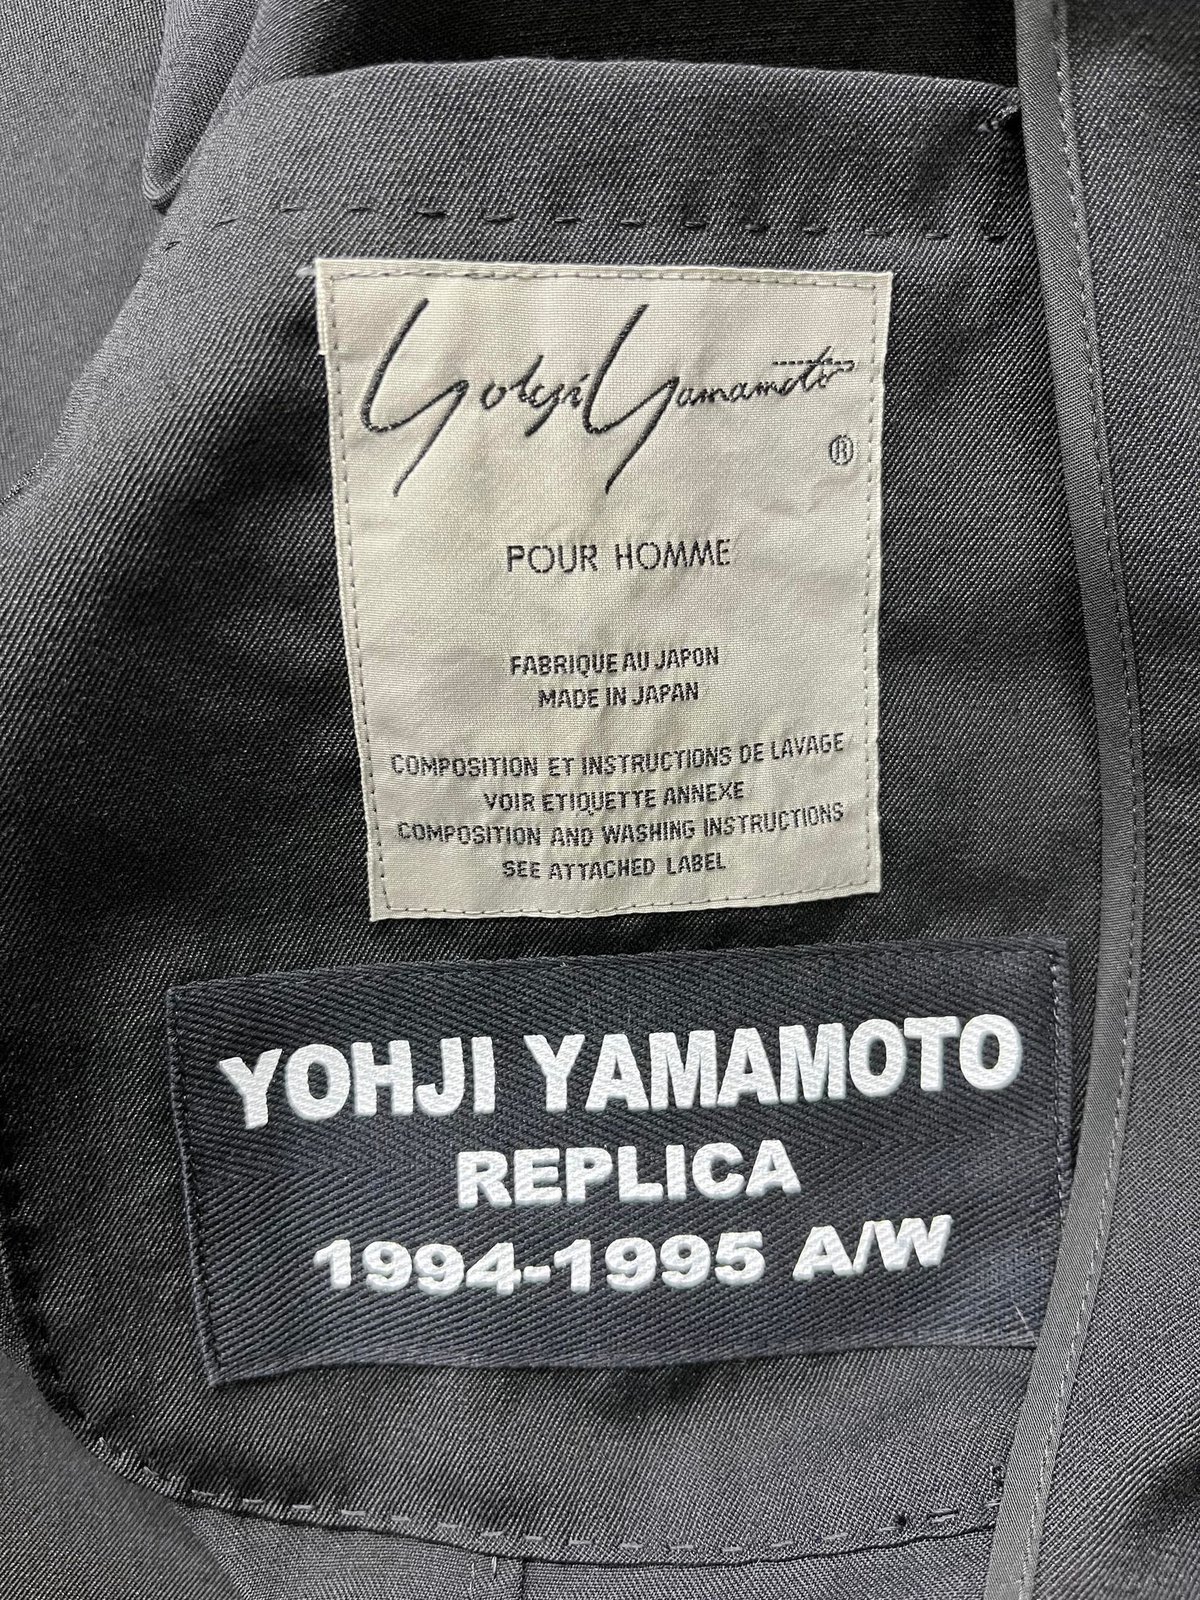 Yohji Yamamoto
®
POUR HOMME
FABRIQUE AU JAPON
MADE IN JAPAN
COMPOSITION ET INSTRUCTIONS DE LAVAGE
VOIR ETIQUETTE ANNEXE
COMPOSITION AND WASHING INSTRUCTIONS
SEE ATTACHED LABEL
YOHJI YAMAMOTO
REPLICA
1994-1995 A/W